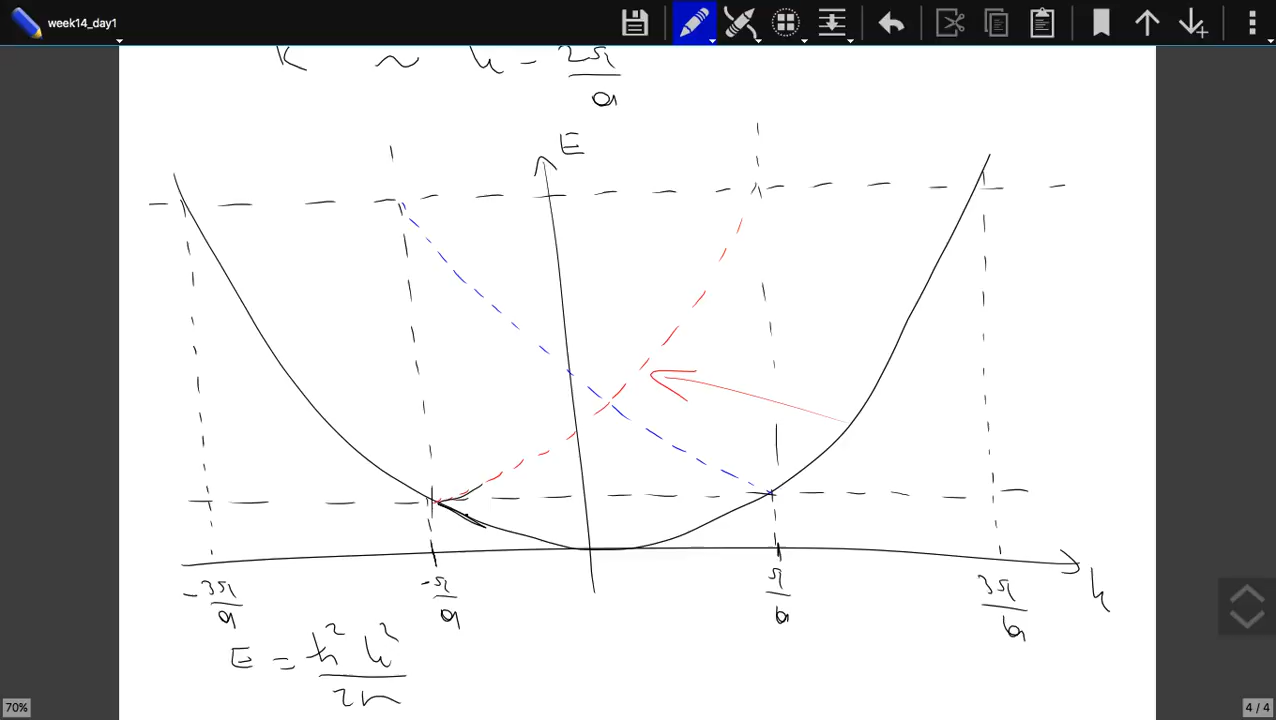 week14_day1
k ~ k - 2π/a
E
-3π/a -π/a π/a 3π/a k
E = ħ²k²/2m
70% 4 / 4